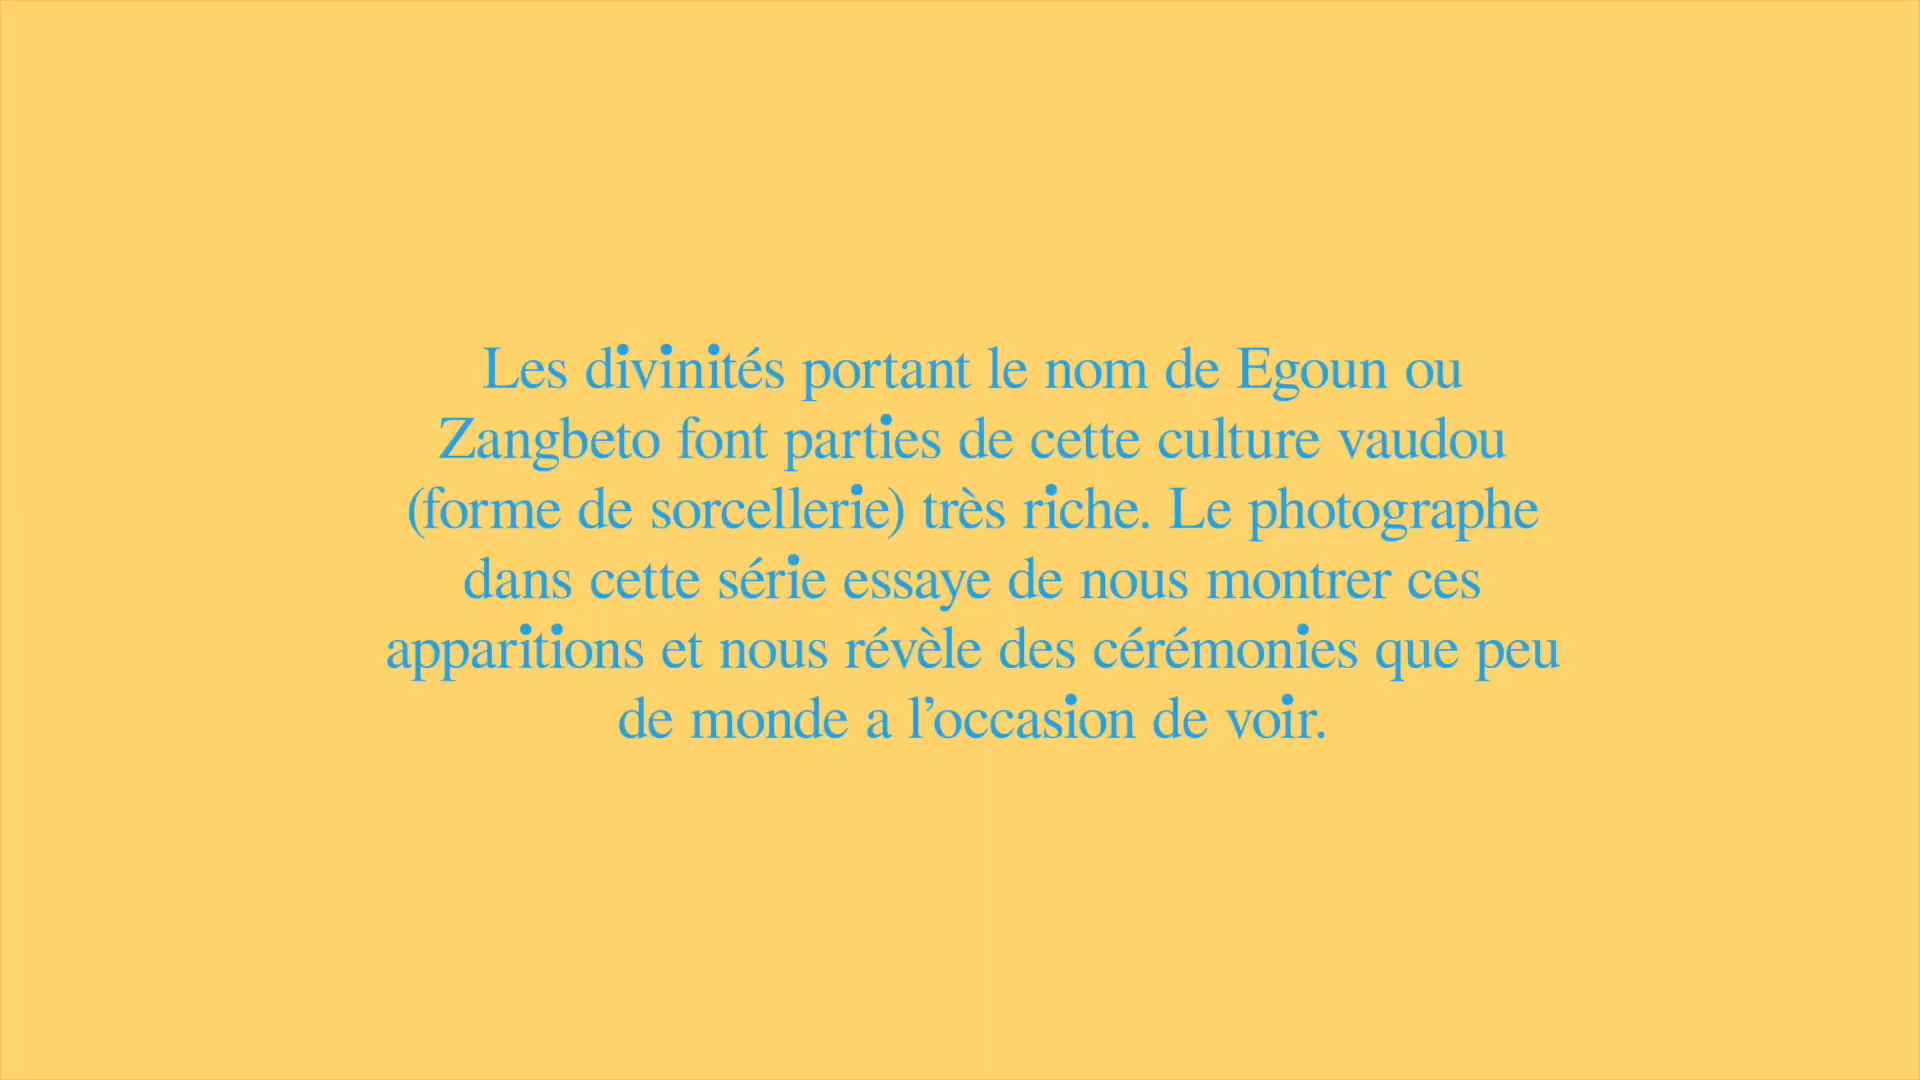 Les divinités portant le nom de Egoun ou
Zangbeto font parties de cette culture vaudou
(forme de sorcellerie) très riche. Le photographe
dans cette série essaye de nous montrer ces
apparitions et nous révèle des cérémonies que peu
de monde a l’occasion de voir.